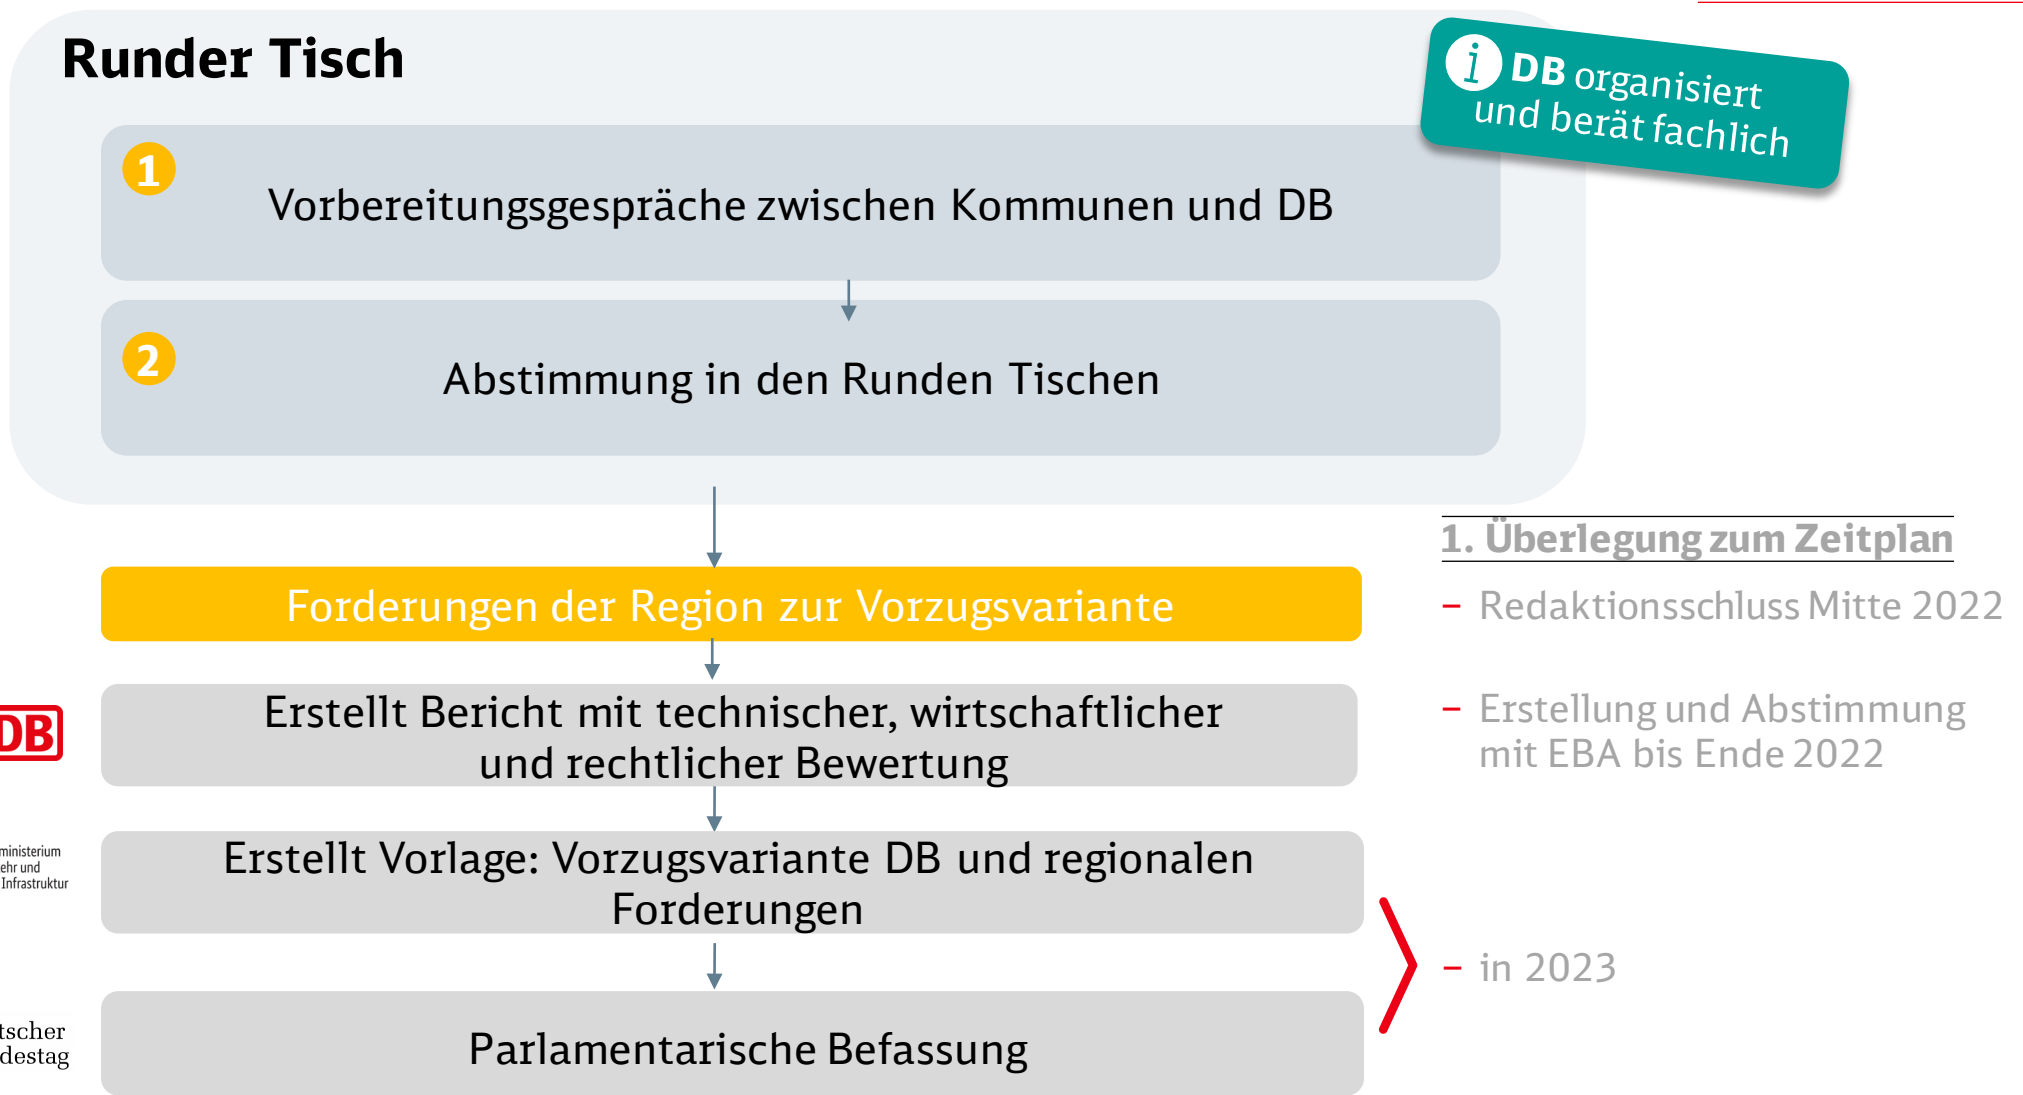 Runder Tisch
i DB organisiert
und berät fachlich
1
Vorbereitungsgespräche zwischen Kommunen und DB
2
Abstimmung in den Runden Tischen
1. Überlegung zum Zeitplan
Forderungen der Region zur Vorzugsvariante
– Redaktionsschluss Mitte 2022
DB
Erstellt Bericht mit technischer, wirtschaftlicher
und rechtlicher Bewertung
– Erstellung und Abstimmung
mit EBA bis Ende 2022
ministerium
ehr und
Infrastruktur
Erstellt Vorlage: Vorzugsvariante DB und regionalen
Forderungen
– in 2023
tscher
destag
Parlamentarische Befassung